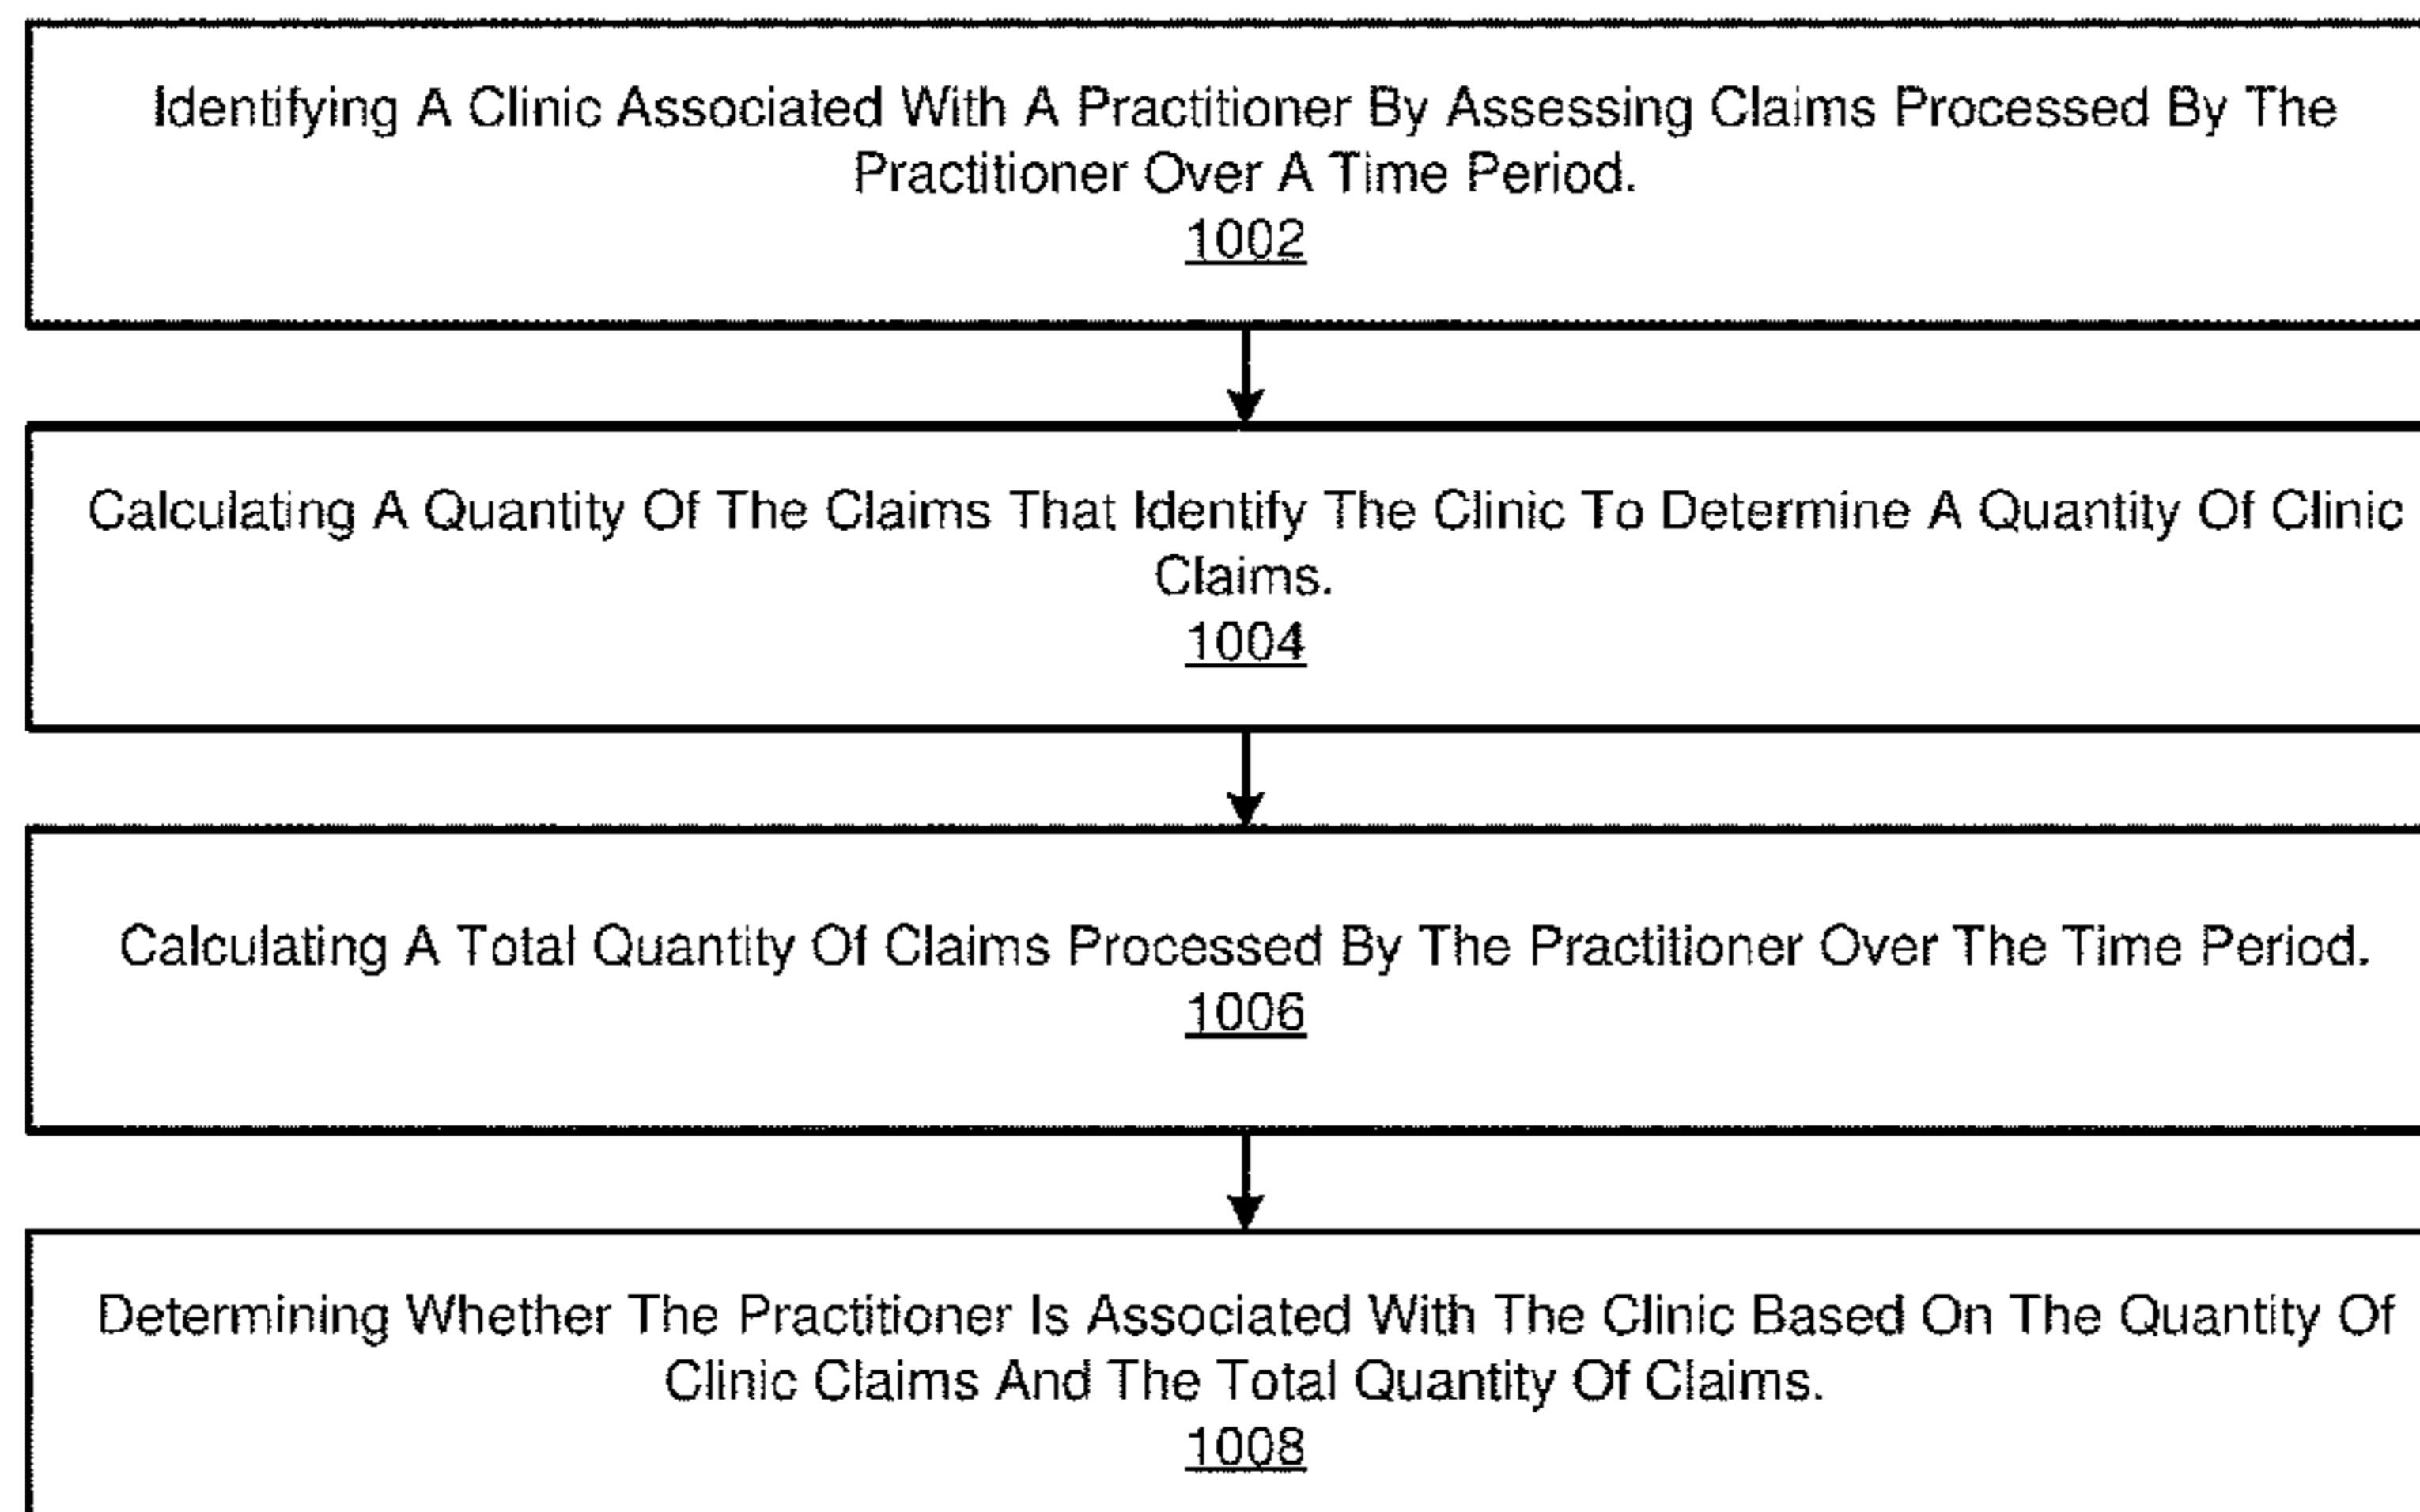 Identifying A Clinic Associated With A Practitioner By Assessing Claims Processed By The
Practitioner Over A Time Period.
1002
Calculating A Quantity Of The Claims That Identify The Clinic To Determine A Quantity Of Clinic
Claims.
1004
Calculating A Total Quantity Of Claims Processed By The Practitioner Over The Time Period.
1006
Determining Whether The Practitioner Is Associated With The Clinic Based On The Quantity Of
Clinic Claims And The Total Quantity Of Claims.
1008